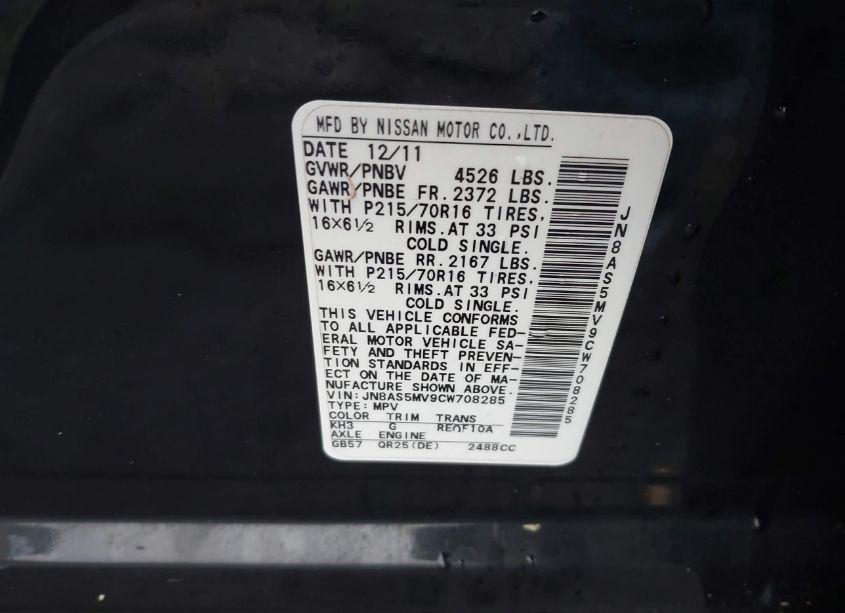 MFD BY NISSAN MOTOR CO.,LTD.
DATE 12/11
GVWR/PNBV 4526 LBS.
GAWR/PNBE FR. 2372 LBS.
WITH P215/70R16 TIRES,
16×6½ RIMS.AT 33 PSI
COLD SINGLE.
GAWR/PNBE RR. 2167 LBS.
WITH P215/70R16 TIRES,
16×6½ RIMS.AT 33 PSI
COLD SINGLE.
THIS VEHICLE CONFORMS
TO ALL APPLICABLE FED-
ERAL MOTOR VEHICLE SA-
FETY AND THEFT PREVEN-
TION STANDARDS IN EFF-
ECT ON THE DATE OF MA-
NUFACTURE SHOWN ABOVE.
VIN: JN8AS5MV9CW708285
TYPE: MPV
COLOR TRIM TRANS
KH3 G RE0F10A
AXLE ENGINE
GB57 QR25(DE) 2488CC
JN8AS5MV9CW708285